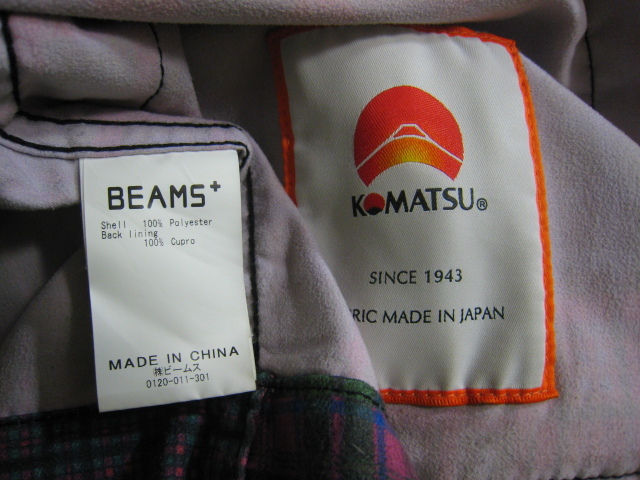 BEAMS+
Shell 100% Polyester
Back lining
100% Cupro
MADE IN CHINA
㈱ビームス
0120-011-301
KOMATSU®
SINCE 1943
RIC MADE IN JAPAN